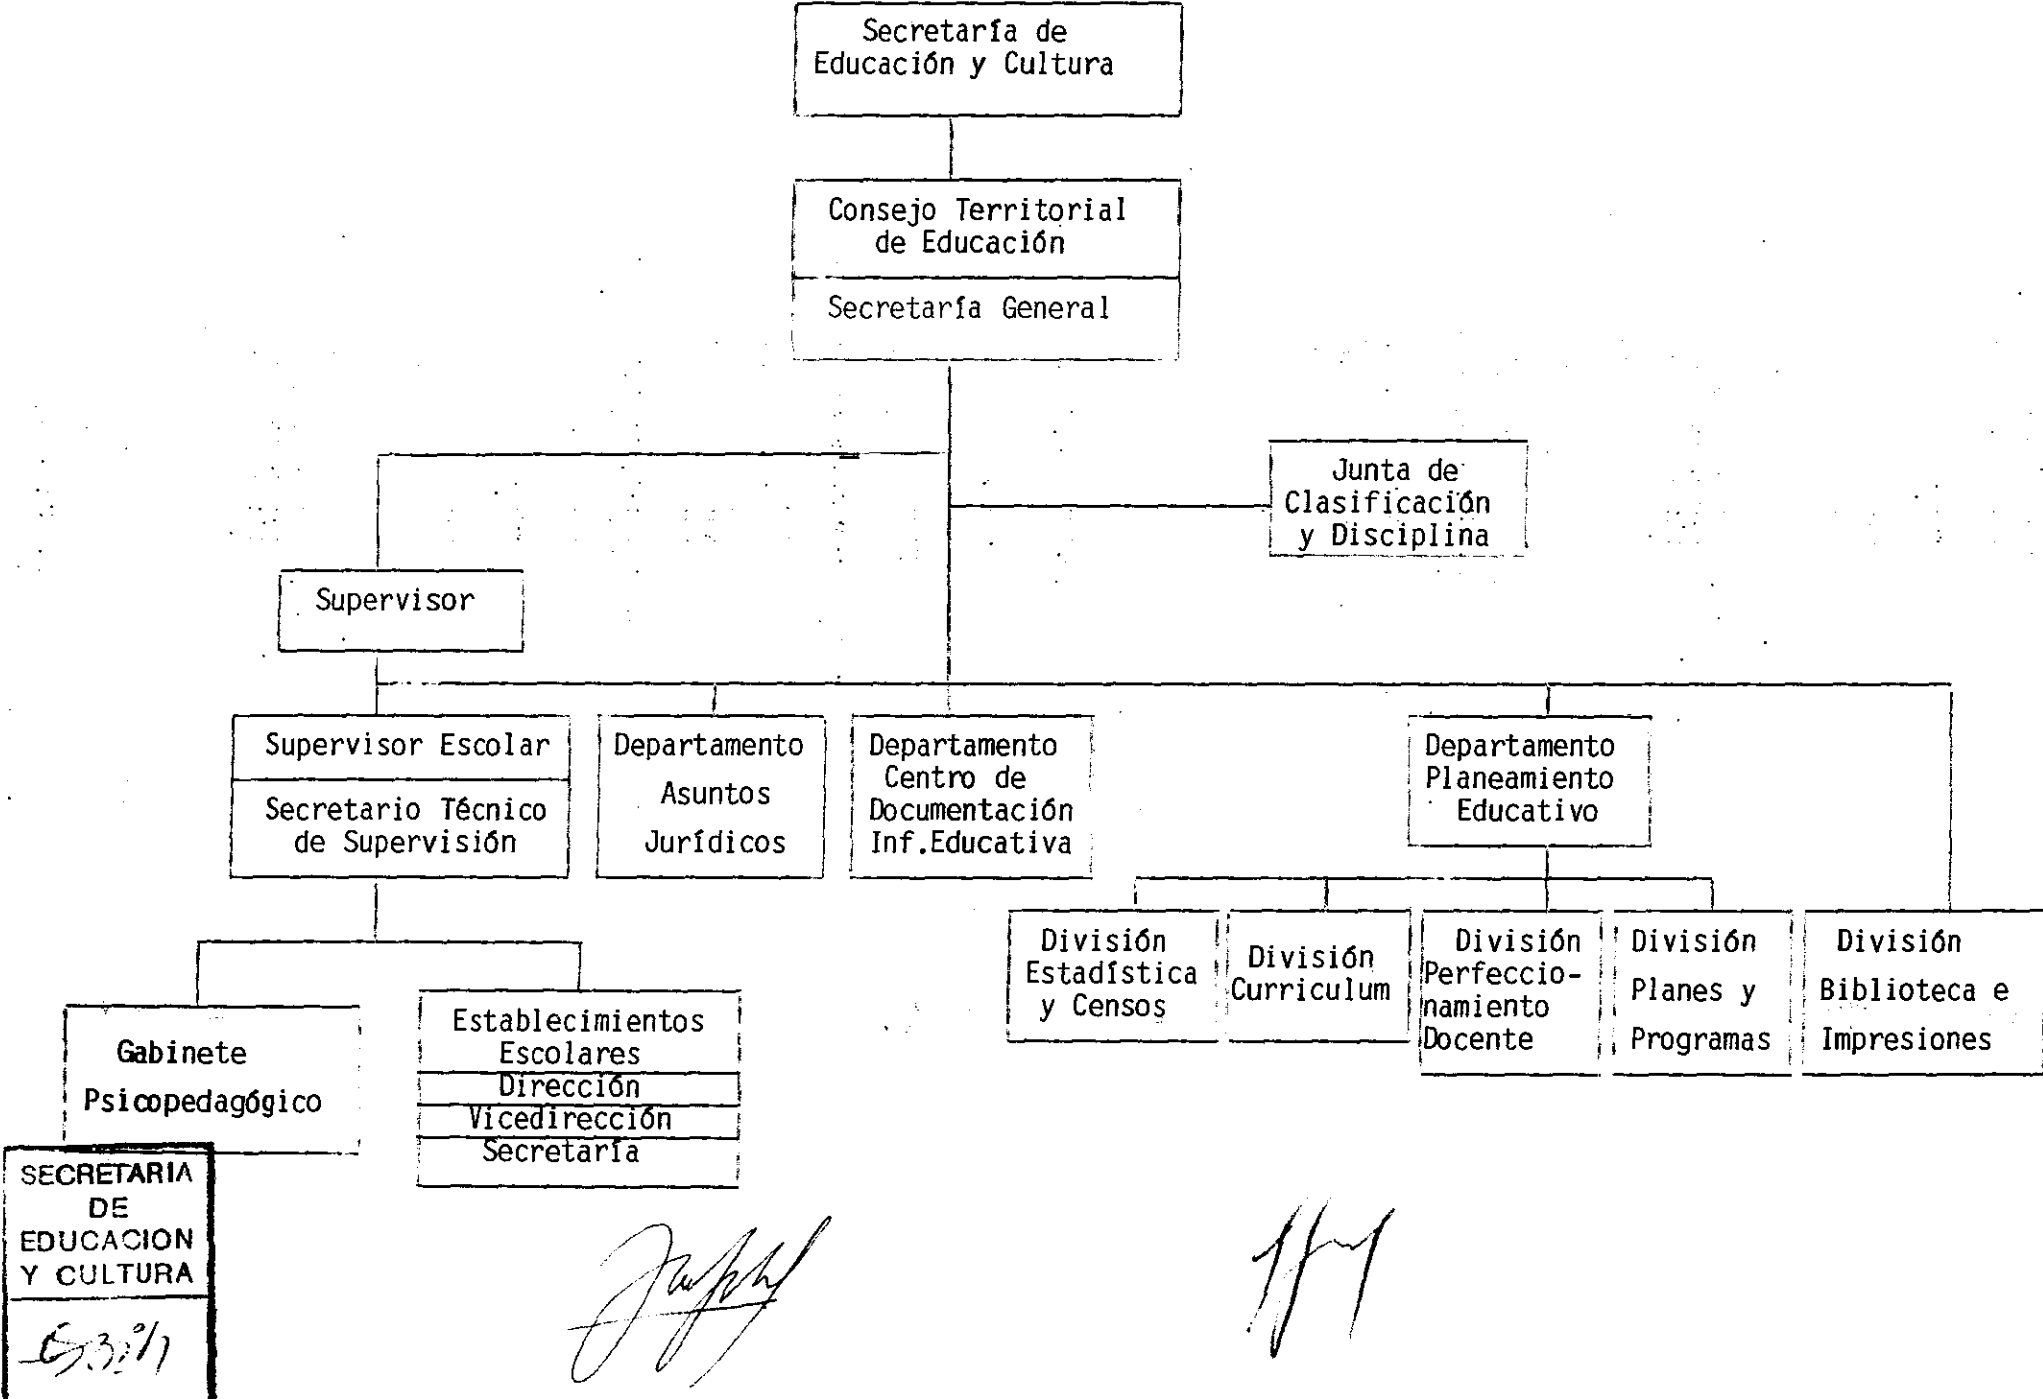 Secretaría de
Educación y Cultura
Consejo Territorial
de Educación
Secretaría General
Junta de
Clasificación
y Disciplina
Supervisor
Supervisor Escolar
Secretario Técnico
de Supervisión
Departamento
Asuntos
Jurídicos
Departamento
Centro de
Documentación
Inf.Educativa
Departamento
Planeamiento
Educativo
División
Estadística
y Censos
División
Curriculum
División
Perfeccio-
namiento
Docente
División
Planes y
Programas
División
Biblioteca e
Impresiones
Gabinete
Psicopedagógico
Establecimientos
Escolares
Dirección
Vicedirección
Secretaría
SECRETARIA
DE
EDUCACION
Y CULTURA